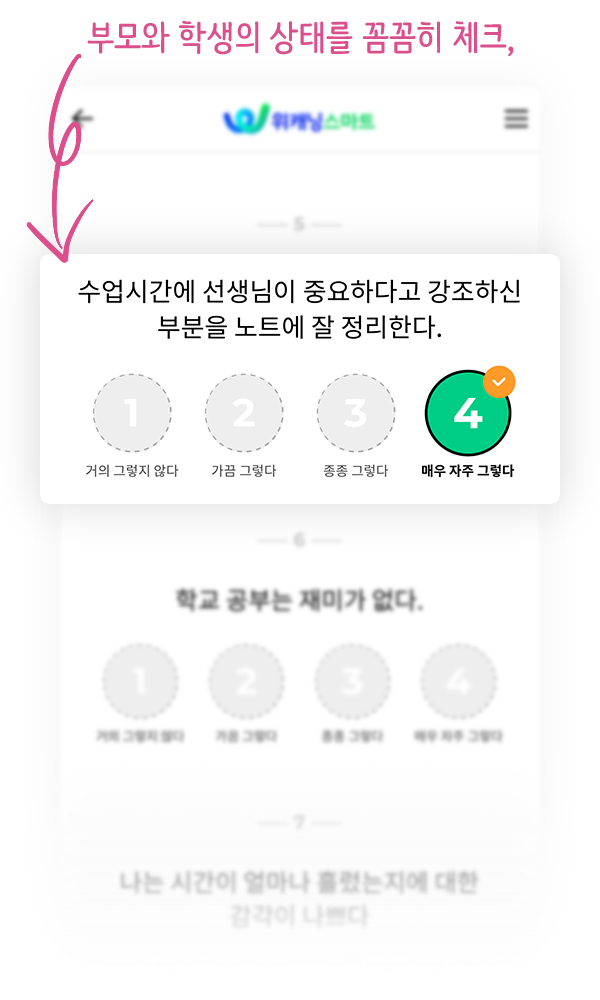 부모와 학생의 상태를 꼼꼼히 체크,
위캐닝스마트
5
수업시간에 선생님이 중요하다고 강조하신
부분을 노트에 잘 정리한다.
1 2 3 4
거의 그렇지 않다 가끔 그렇다 종종 그렇다 매우 자주 그렇다
6
학교 공부는 재미가 없다.
1 2 3 4
거의 그렇지 않다 가끔 그렇다 종종 그렇다 매우 자주 그렇다
7
나는 시간이 얼마나 흘렀는지에 대한
감각이 나쁘다